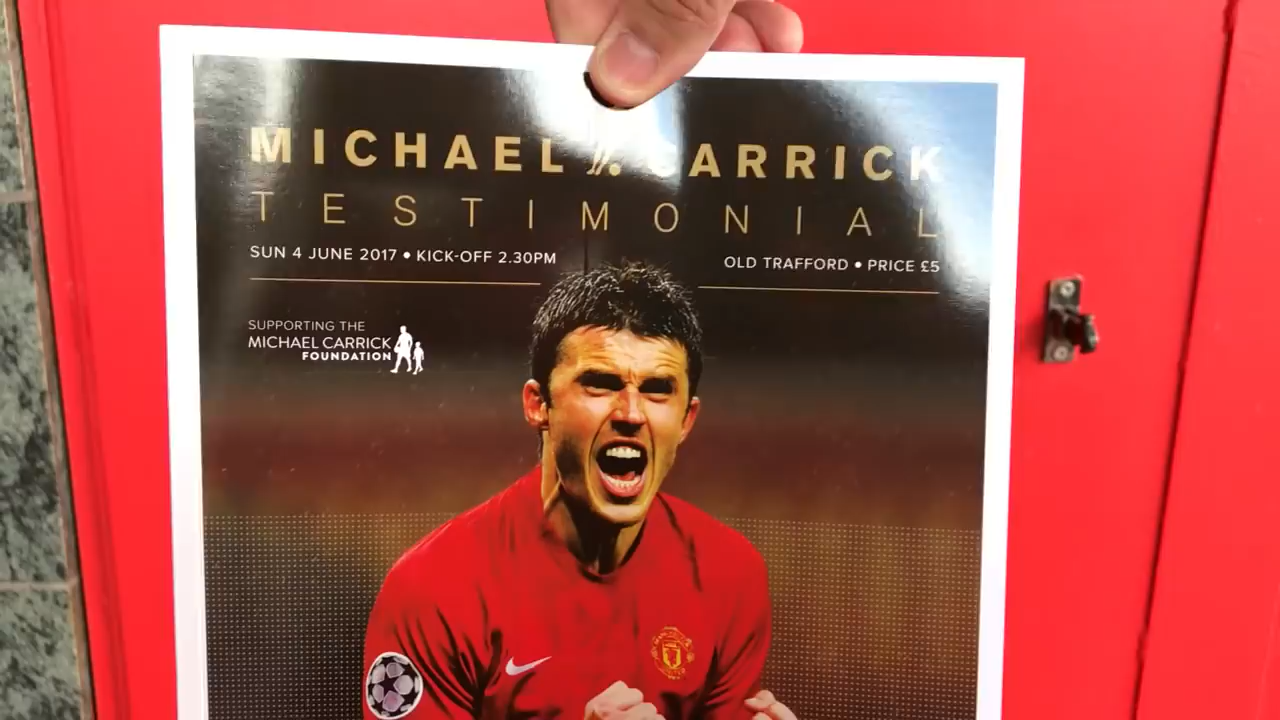 MICHAEL CARRICK
TESTIMONIAL
SUN 4 JUNE 2017 • KICK-OFF 2.30PM
OLD TRAFFORD • PRICE £5
SUPPORTING THE
MICHAEL CARRICK
FOUNDATION